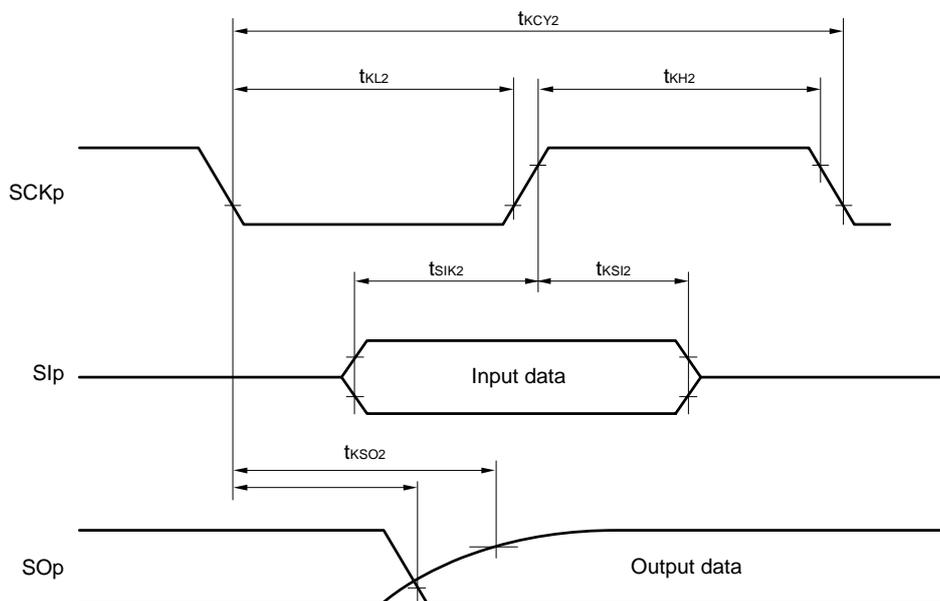 tKCY2
tKL2
tKH2
SCKp
tSIK2
tKSI2
SIp
Input data
tKSO2
SOp
Output data